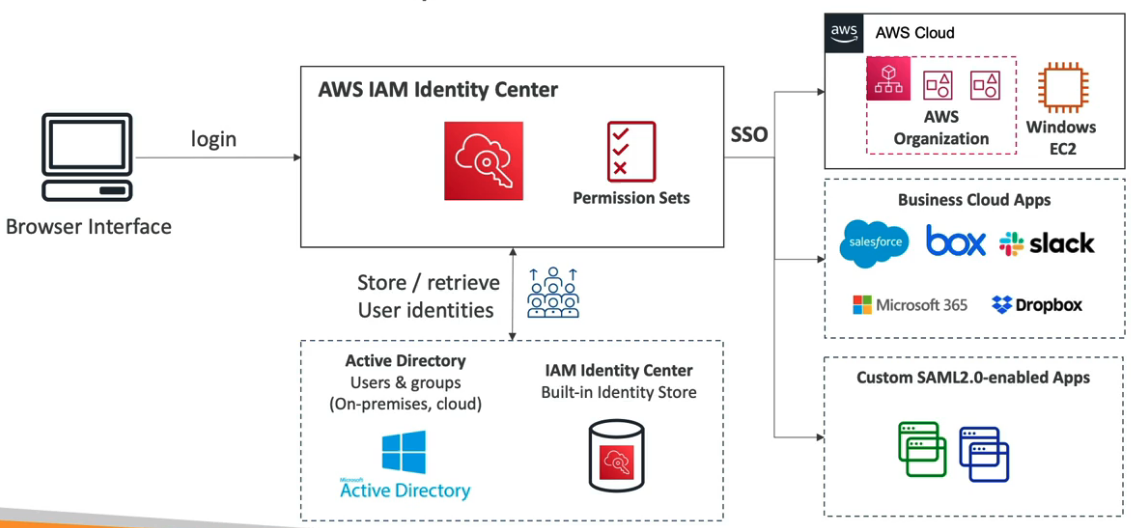 AWS IAM Identity Center
Permission Sets
login
Browser Interface
SSO
Store / retrieve
User identities
Active Directory
Users & groups
(On-premises, cloud)
Microsoft
Active Directory
IAM Identity Center
Built-in Identity Store
aws
AWS Cloud
AWS
Organization
Windows
EC2
Business Cloud Apps
salesforce
box
slack
Microsoft 365
Dropbox
Custom SAML2.0-enabled Apps